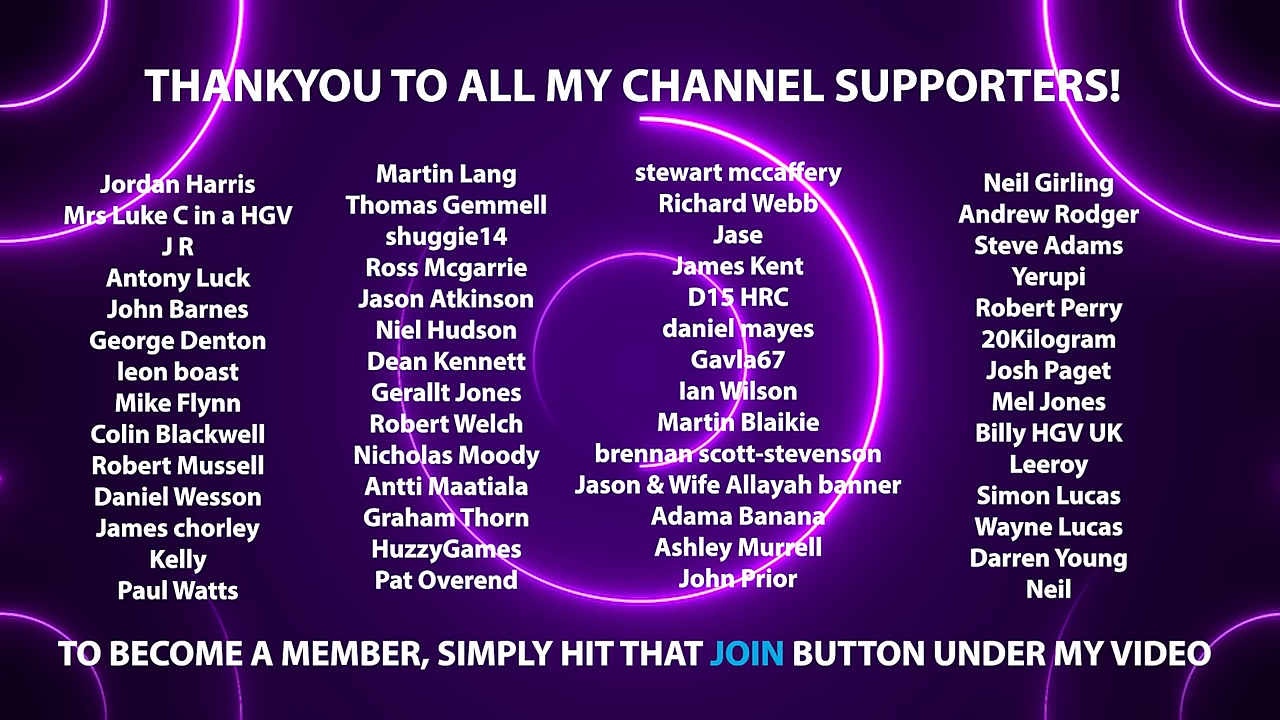 THANKYOU TO ALL MY CHANNEL SUPPORTERS!
Jordan Harris
Mrs Luke C in a HGV
J R
Antony Luck
John Barnes
George Denton
leon boast
Mike Flynn
Colin Blackwell
Robert Mussell
Daniel Wesson
James chorley
Kelly
Paul Watts
Martin Lang
Thomas Gemmell
shuggie14
Ross Mcgarrie
Jason Atkinson
Niel Hudson
Dean Kennett
Gerallt Jones
Robert Welch
Nicholas Moody
Antti Maatiala
Graham Thorn
HuzzyGames
Pat Overend
stewart mccaffery
Richard Webb
Jase
James Kent
D15 HRC
daniel mayes
Gavla67
Ian Wilson
Martin Blaikie
brennan scott-stevenson
Jason & Wife Allayah banner
Adama Banana
Ashley Murrell
John Prior
Neil Girling
Andrew Rodger
Steve Adams
Yerupi
Robert Perry
20Kilogram
Josh Paget
Mel Jones
Billy HGV UK
Leeroy
Simon Lucas
Wayne Lucas
Darren Young
Neil
TO BECOME A MEMBER, SIMPLY HIT THAT JOIN BUTTON UNDER MY VIDEO